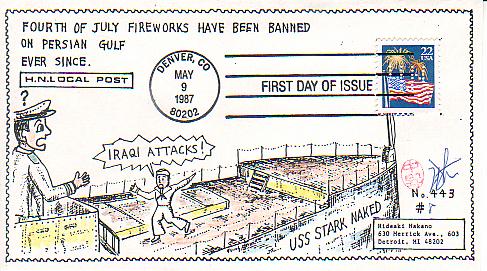 FOURTH OF JULY FIREWORKS HAVE BEEN BANNED
ON PERSIAN GULF
EVER SINCE.
H.N. LOCAL POST
DENVER, CO
MAY
9
1987
80202
FIRST DAY OF ISSUE
22
USA
?
IRAQI ATTACKS!
USS STARK NAKED
No. 443
#
Hideaki Nakano
630 Merrick Ave., 603
Detroit, MI 48202